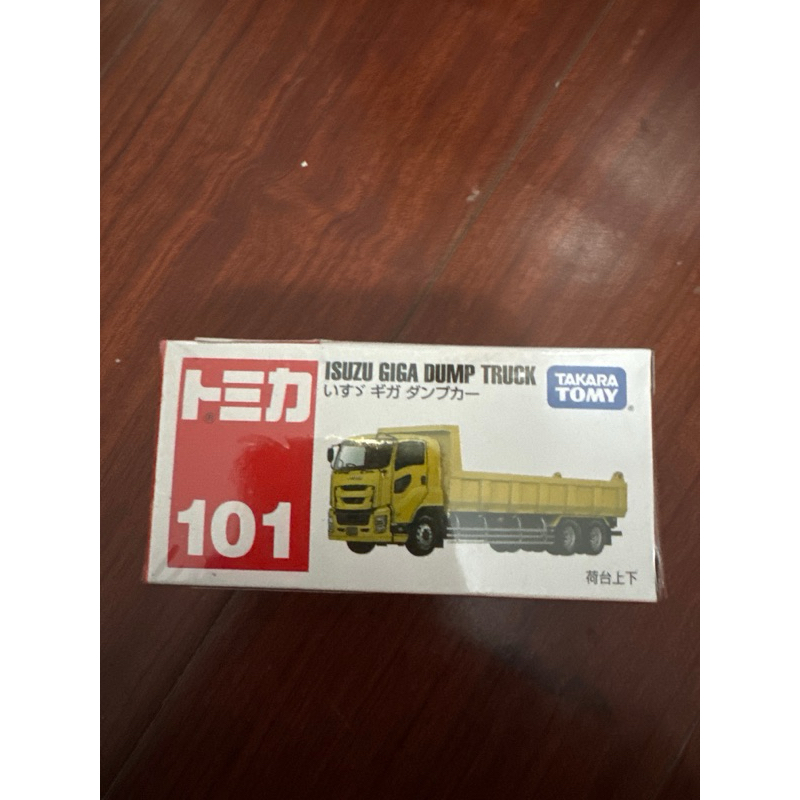 トミカ®
101
ISUZU GIGA DUMP TRUCK
いすゞ ギガ ダンプカー
TAKARA
TOMY®
荷台上下